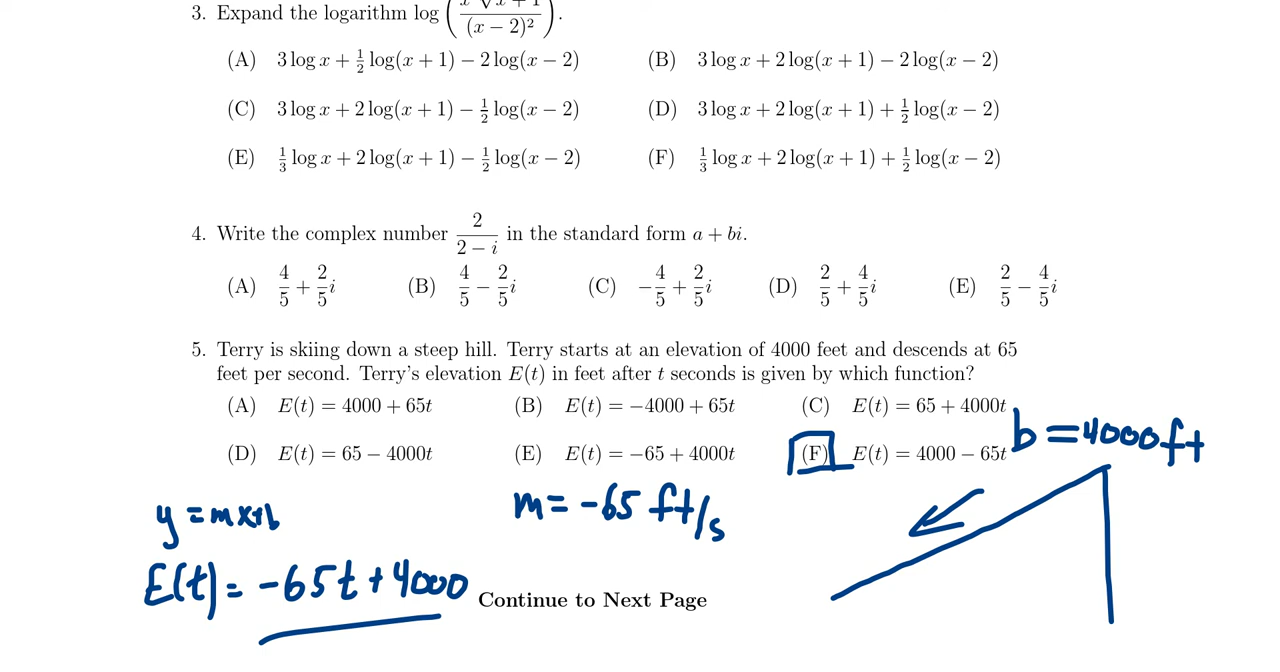 3. Expand the logarithm log ( √x + 1 / (x − 2)² ).
(A) 3 log x + ½ log(x + 1) − 2 log(x − 2) (B) 3 log x + 2 log(x + 1) − 2 log(x − 2)
(C) 3 log x + 2 log(x + 1) − ½ log(x − 2) (D) 3 log x + 2 log(x + 1) + ½ log(x − 2)
(E) ⅓ log x + 2 log(x + 1) − ½ log(x − 2) (F) ⅓ log x + 2 log(x + 1) + ½ log(x − 2)
4. Write the complex number 2/(2 − i) in the standard form a + bi.
(A) 4/5 + 2/5 i (B) 4/5 − 2/5 i (C) −4/5 + 2/5 i (D) 2/5 + 4/5 i (E) 2/5 − 4/5 i
5. Terry is skiing down a steep hill. Terry starts at an elevation of 4000 feet and descends at 65
feet per second. Terry's elevation E(t) in feet after t seconds is given by which function?
(A) E(t) = 4000 + 65t (B) E(t) = −4000 + 65t (C) E(t) = 65 + 4000t
b = 4000 ft
(D) E(t) = 65 − 4000t (E) E(t) = −65 + 4000t (F) E(t) = 4000 − 65t
y = mx + b
m = -65 ft/s
E(t) = -65t + 4000
Continue to Next Page